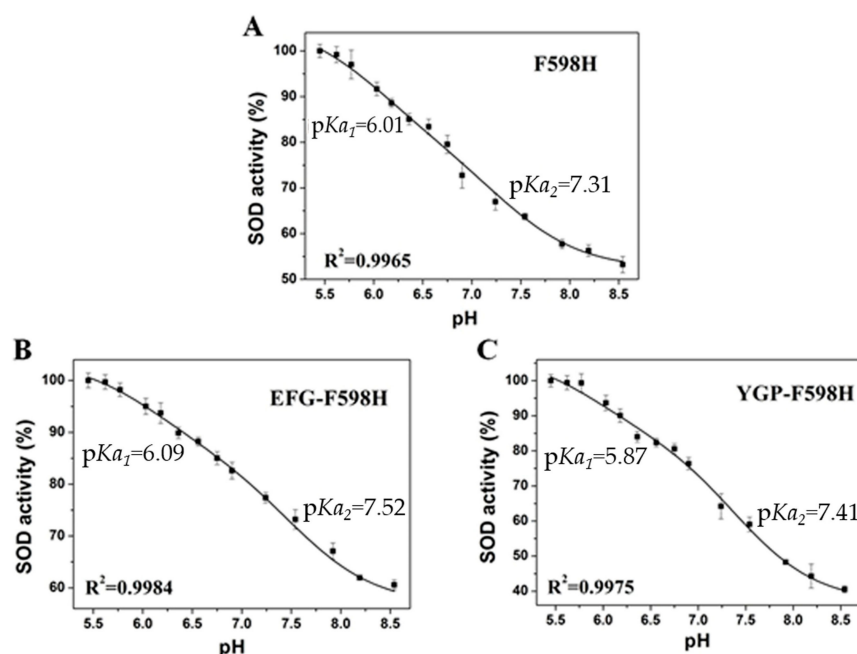 A
F598H
100
90
80
70
60
50
SOD activity (%)
pKa1=6.01
pKa2=7.31
R²=0.9965
5.5 6.0 6.5 7.0 7.5 8.0 8.5
pH
B
EFG-F598H
100
90
80
70
60
SOD activity (%)
pKa1=6.09
pKa2=7.52
R²=0.9984
5.5 6.0 6.5 7.0 7.5 8.0 8.5
pH
C
YGP-F598H
100
90
80
70
60
50
40
SOD activity (%)
pKa1=5.87
pKa2=7.41
R²=0.9975
5.5 6.0 6.5 7.0 7.5 8.0 8.5
pH